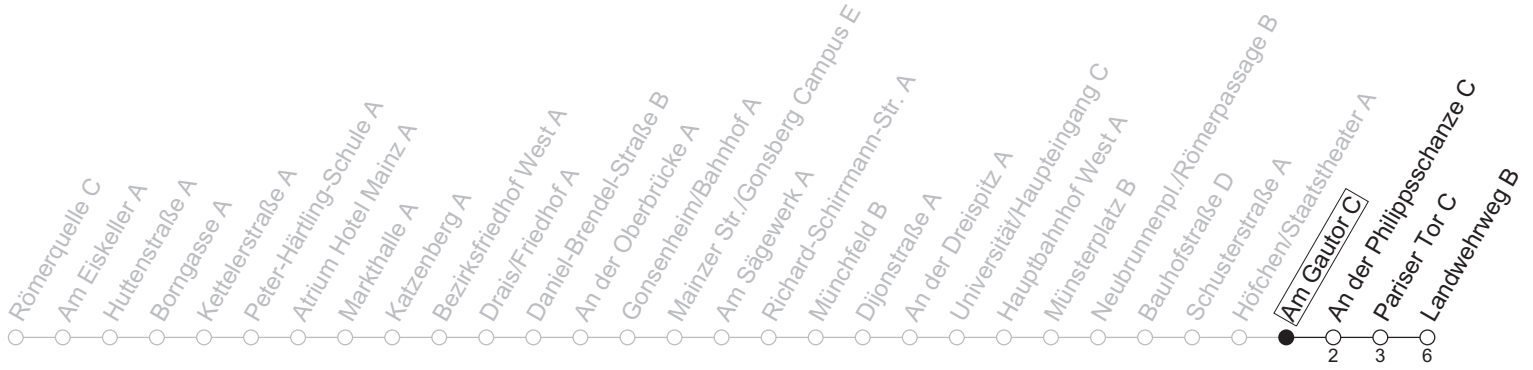 Römerquelle C
Am Eiskeller A
Huttenstraße A
Borngasse A
Kettelerstraße A
Peter-Härtling-Schule A
Atrium Hotel Mainz A
Markthalle A
Katzenberg A
Bezirksfriedhof West A
Drais/Friedhof A
Daniel-Brendel-Straße B
An der Oberbrücke A
Gonsenheim/Bahnhof A
Mainzer Str./Gonsberg Campus E
Am Sägewerk A
Richard-Schirrmann-Str. A
Münchfeld B
Dijonstraße A
An der Dreispitz A
Universität/Haupteingang C
Hauptbahnhof West A
Münsterplatz B
Neubrunnenpl./Römerpassage B
Bauhofstraße D
Schusterstraße A
Höfchen/Staatstheater A
Am Gautor C
An der Philippsschanze C
Pariser Tor C
Landwehrweg B
2 3 6